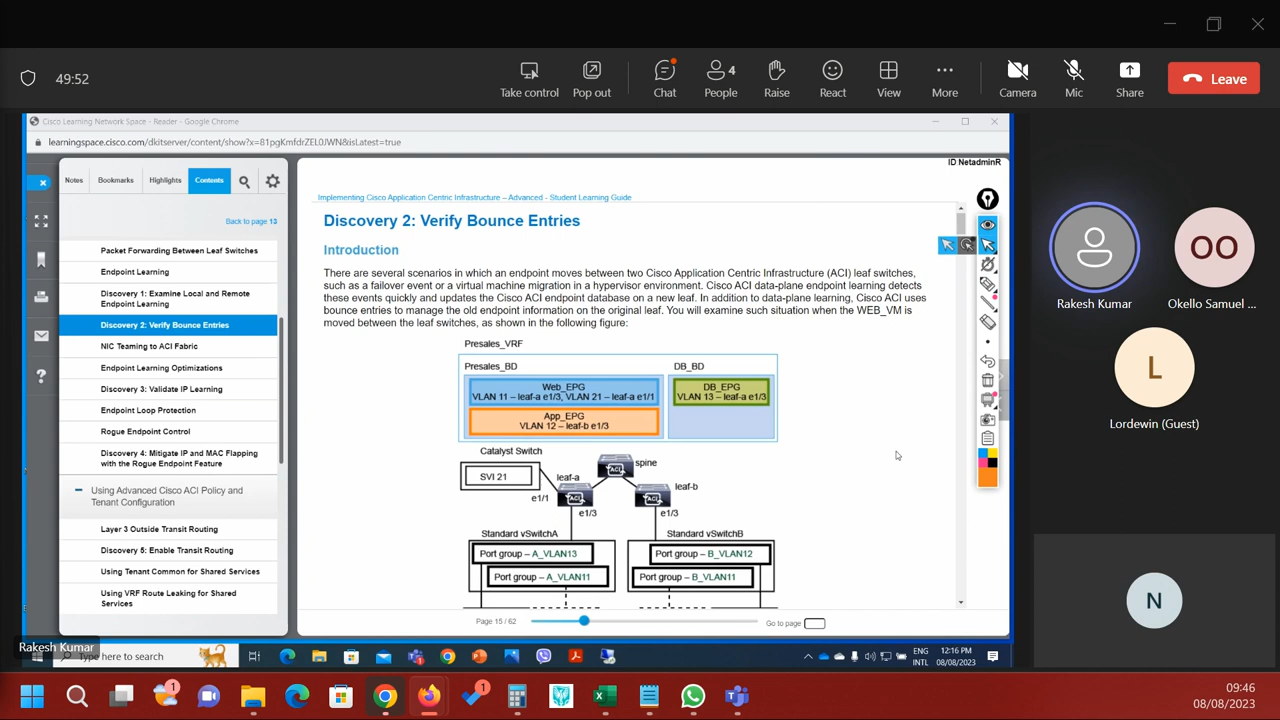 49:52
Take control
Pop out
Chat
4
People
Raise
React
View
More
Camera
Mic
Share
Leave
Cisco Learning Network Space - Reader - Google Chrome
learningspace.cisco.com/dkitserver/content/show?x=81pgKmfdrZEL0JWN&isLatest=true
ID NetadminR
Notes
Bookmarks
Highlights
Contents
Back to page 13
Packet Forwarding Between Leaf Switches
Endpoint Learning
Discovery 1: Examine Local and Remote
Endpoint Learning
Discovery 2: Verify Bounce Entries
NIC Teaming to ACI Fabric
Endpoint Learning Optimizations
Discovery 3: Validate IP Learning
Endpoint Loop Protection
Rogue Endpoint Control
Discovery 4: Mitigate IP and MAC Flapping
with the Rogue Endpoint Feature
Using Advanced Cisco ACI Policy and
Tenant Configuration
Layer 3 Outside Transit Routing
Discovery 5: Enable Transit Routing
Using Tenant Common for Shared Services
Using VRF Route Leaking for Shared
Services
Implementing Cisco Application Centric Infrastructure – Advanced - Student Learning Guide
Discovery 2: Verify Bounce Entries
Introduction
There are several scenarios in which an endpoint moves between two Cisco Application Centric Infrastructure (ACI) leaf switches,
such as a failover event or a virtual machine migration in a hypervisor environment. Cisco ACI data-plane endpoint learning detects
these events quickly and updates the Cisco ACI endpoint database on a new leaf. In addition to data-plane learning, Cisco ACI uses
bounce entries to manage the old endpoint information on the original leaf. You will examine such situation when the WEB_VM is
moved between the leaf switches, as shown in the following figure:
Presales_VRF
Presales_BD
DB_BD
Web_EPG
VLAN 11 – leaf-a e1/3, VLAN 21 – leaf-a e1/1
DB_EPG
VLAN 13 – leaf-a e1/3
App_EPG
VLAN 12 – leaf-b e1/3
Catalyst Switch
spine
ACI
SVI 21
leaf-a
leaf-b
e1/1
ACI
ACI
e1/3
e1/3
Standard vSwitchA
Standard vSwitchB
Port group – A_VLAN13
Port group – B_VLAN12
Port group – A_VLAN11
Port group – B_VLAN11
Page 15 / 62
Go to page
Rakesh Kumar
OO
Okello Samuel ...
L
Lordewin (Guest)
N
Rakesh Kumar
Type here to search
ENG
INTL
12:16 PM
08/08/2023
1
1
09:46
08/08/2023